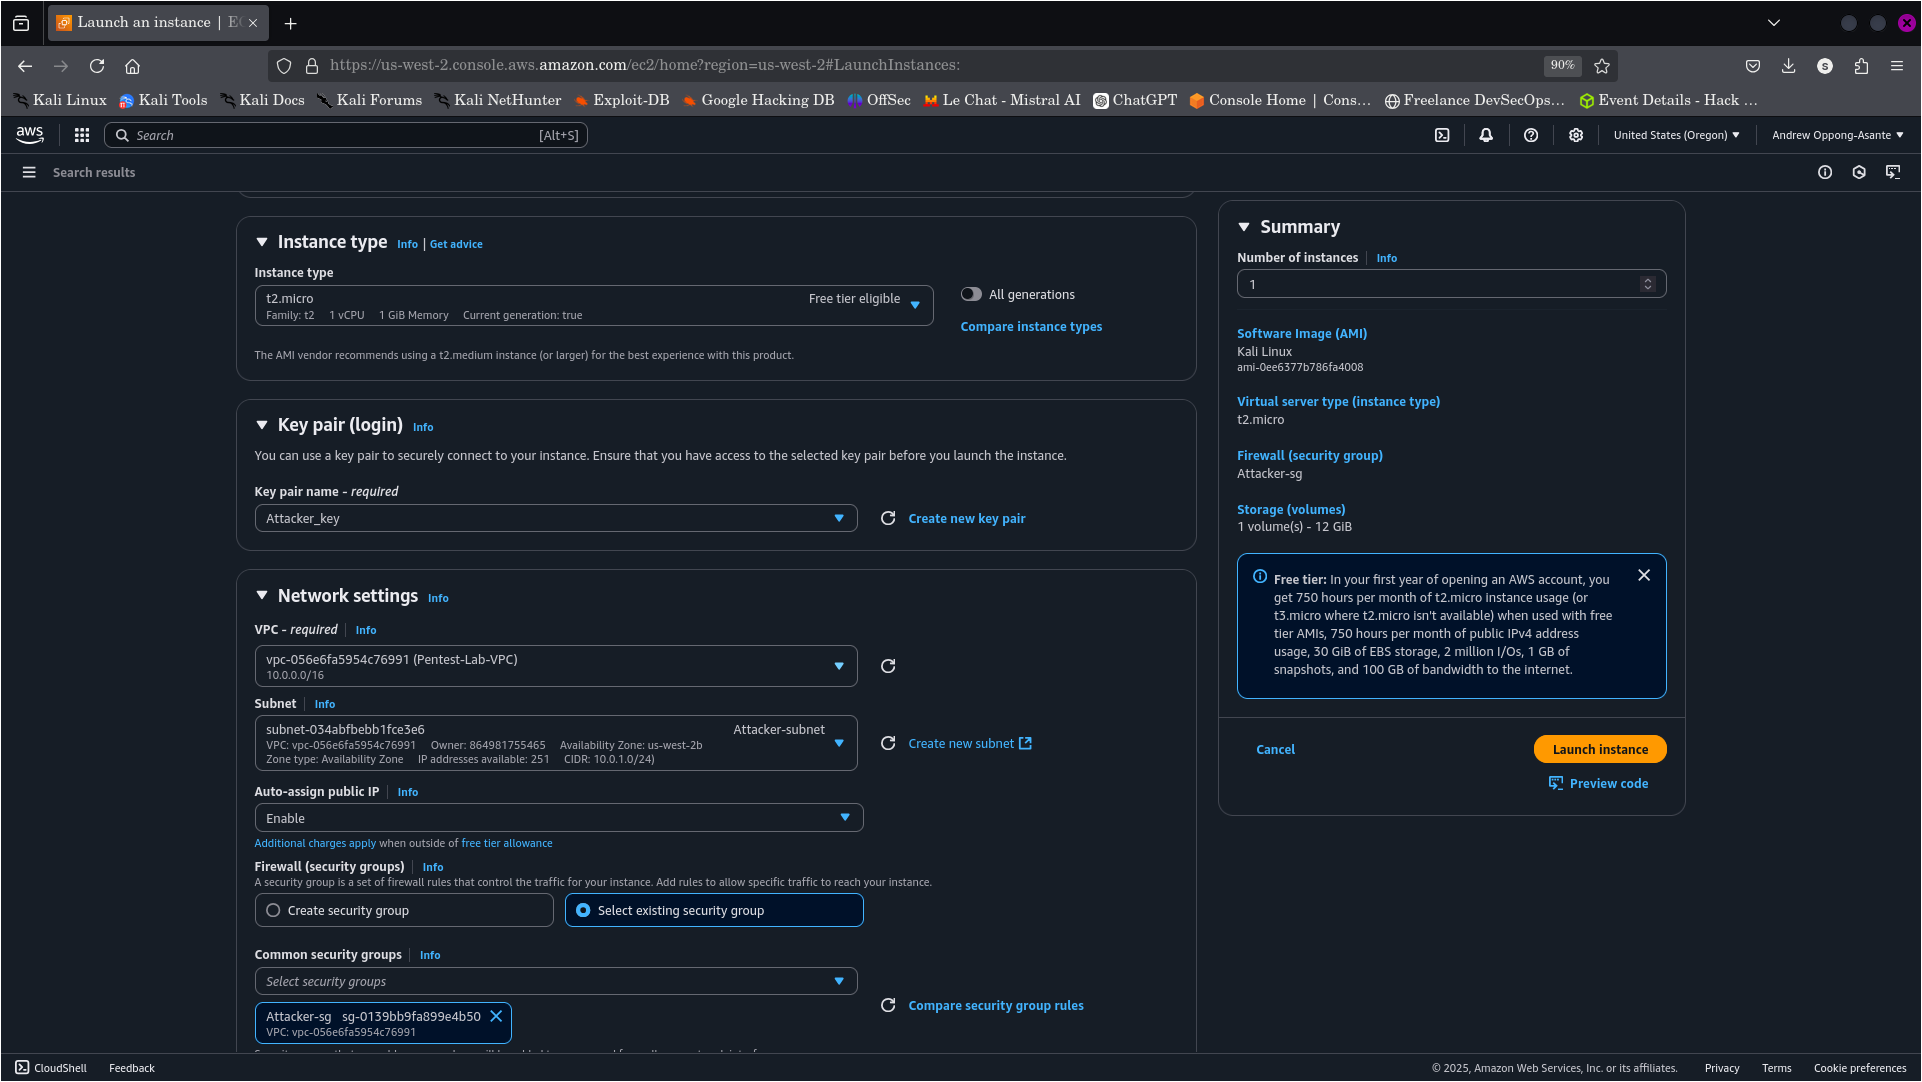 Launch an instance | EC
https://us-west-2.console.aws.amazon.com/ec2/home?region=us-west-2#LaunchInstances:
90%
S
Kali Linux
Kali Tools
Kali Docs
Kali Forums
Kali NetHunter
Exploit-DB
Google Hacking DB
OffSec
Le Chat - Mistral AI
ChatGPT
Console Home | Cons…
Freelance DevSecOps…
Event Details - Hack …
aws
Search
[Alt+S]
United States (Oregon)
Andrew Oppong-Asante
Search results
Instance type
Info | Get advice
Instance type
t2.micro
Free tier eligible
Family: t2 1 vCPU 1 GiB Memory Current generation: true
All generations
Compare instance types
The AMI vendor recommends using a t2.medium instance (or larger) for the best experience with this product.
Key pair (login)
Info
You can use a key pair to securely connect to your instance. Ensure that you have access to the selected key pair before you launch the instance.
Key pair name - required
Attacker_key
Create new key pair
Network settings
Info
VPC - required
Info
vpc-056e6fa5954c76991 (Pentest-Lab-VPC)
10.0.0.0/16
Subnet
Info
subnet-034abfbebb1fce3e6
Attacker-subnet
VPC: vpc-056e6fa5954c76991 Owner: 864981755465 Availability Zone: us-west-2b
Zone type: Availability Zone IP addresses available: 251 CIDR: 10.0.1.0/24)
Create new subnet
Auto-assign public IP
Info
Enable
Additional charges apply when outside of free tier allowance
Firewall (security groups)
Info
A security group is a set of firewall rules that control the traffic for your instance. Add rules to allow specific traffic to reach your instance.
Create security group
Select existing security group
Common security groups
Info
Select security groups
Attacker-sg sg-0139bb9fa899e4b50
VPC: vpc-056e6fa5954c76991
Compare security group rules
Summary
Number of instances
Info
1
Software Image (AMI)
Kali Linux
ami-0ee6377b786fa4008
Virtual server type (instance type)
t2.micro
Firewall (security group)
Attacker-sg
Storage (volumes)
1 volume(s) - 12 GiB
Free tier: In your first year of opening an AWS account, you
get 750 hours per month of t2.micro instance usage (or
t3.micro where t2.micro isn't available) when used with free
tier AMIs, 750 hours per month of public IPv4 address
usage, 30 GiB of EBS storage, 2 million I/Os, 1 GB of
snapshots, and 100 GB of bandwidth to the internet.
Cancel
Launch instance
Preview code
CloudShell
Feedback
© 2025, Amazon Web Services, Inc. or its affiliates.
Privacy
Terms
Cookie preferences